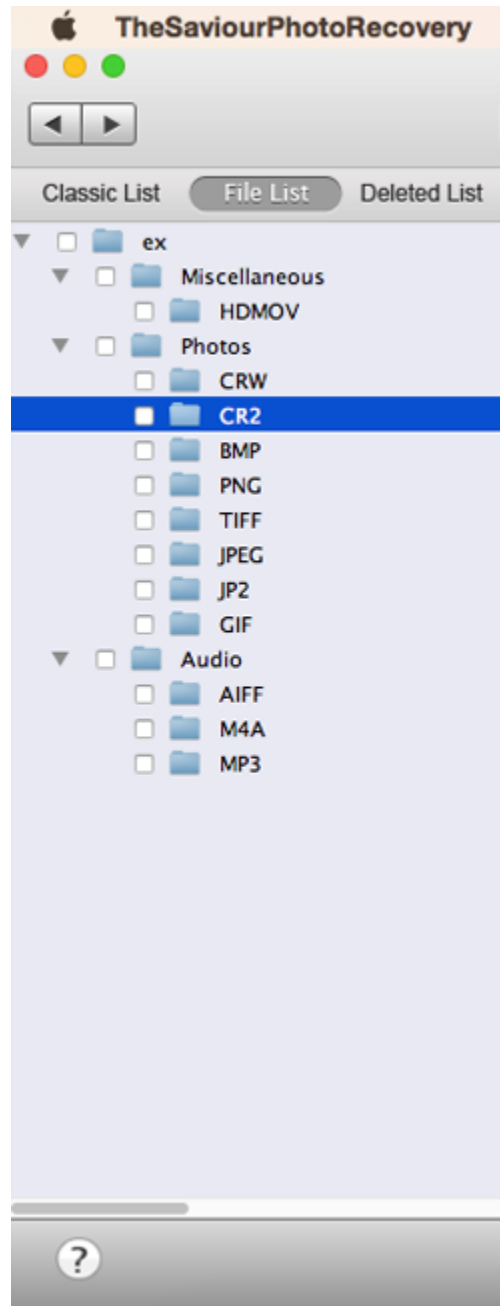 TheSaviourPhotoRecovery
Classic List File List Deleted List
ex
Miscellaneous
HDMOV
Photos
CRW
CR2
BMP
PNG
TIFF
JPEG
JP2
GIF
Audio
AIFF
M4A
MP3
?